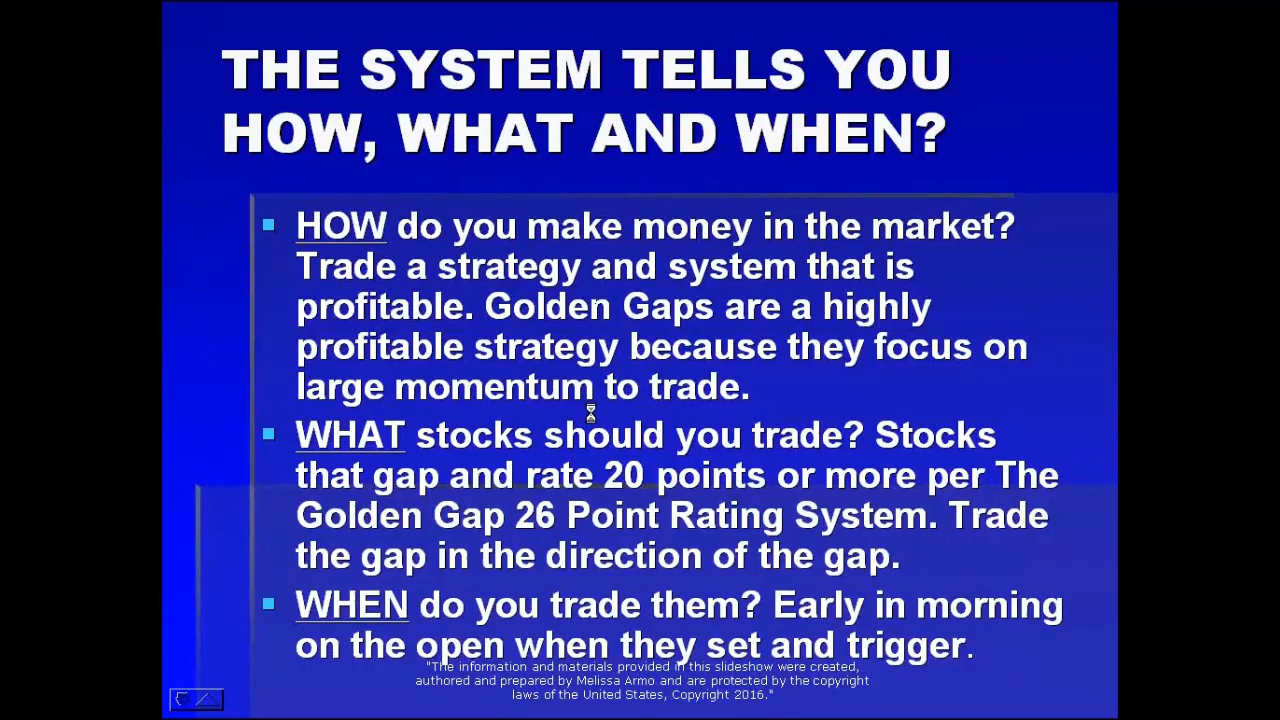 THE SYSTEM TELLS YOU
HOW, WHAT AND WHEN?
HOW do you make money in the market?
Trade a strategy and system that is
profitable. Golden Gaps are a highly
profitable strategy because they focus on
large momentum to trade.
WHAT stocks should you trade? Stocks
that gap and rate 20 points or more per The
Golden Gap 26 Point Rating System. Trade
the gap in the direction of the gap.
WHEN do you trade them? Early in morning
on the open when they set and trigger.
"The information and materials provided in this slideshow were created,
authored and prepared by Melissa Armo and are protected by the copyright
laws of the United States, Copyright 2016."